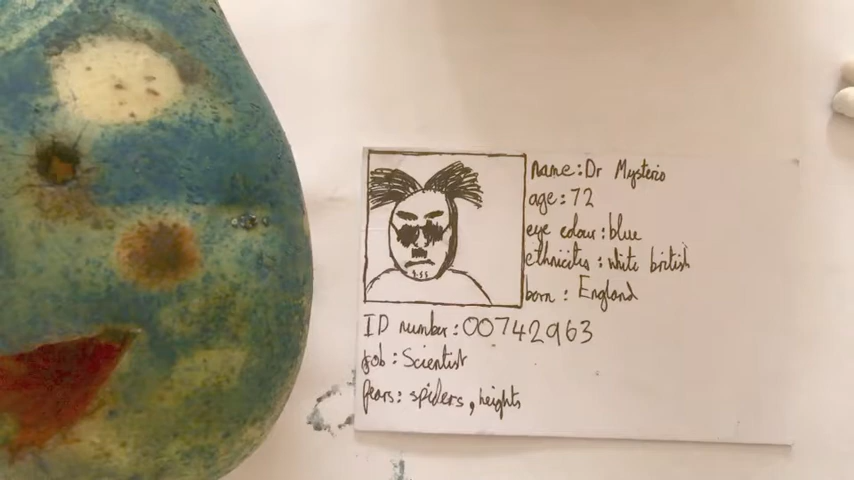 name: Dr Mysterio
age: 72
eye colour: blue
ethnicitis: white british
born: England
ID number: 00742963
job: Scientist
fears: spiders, heights